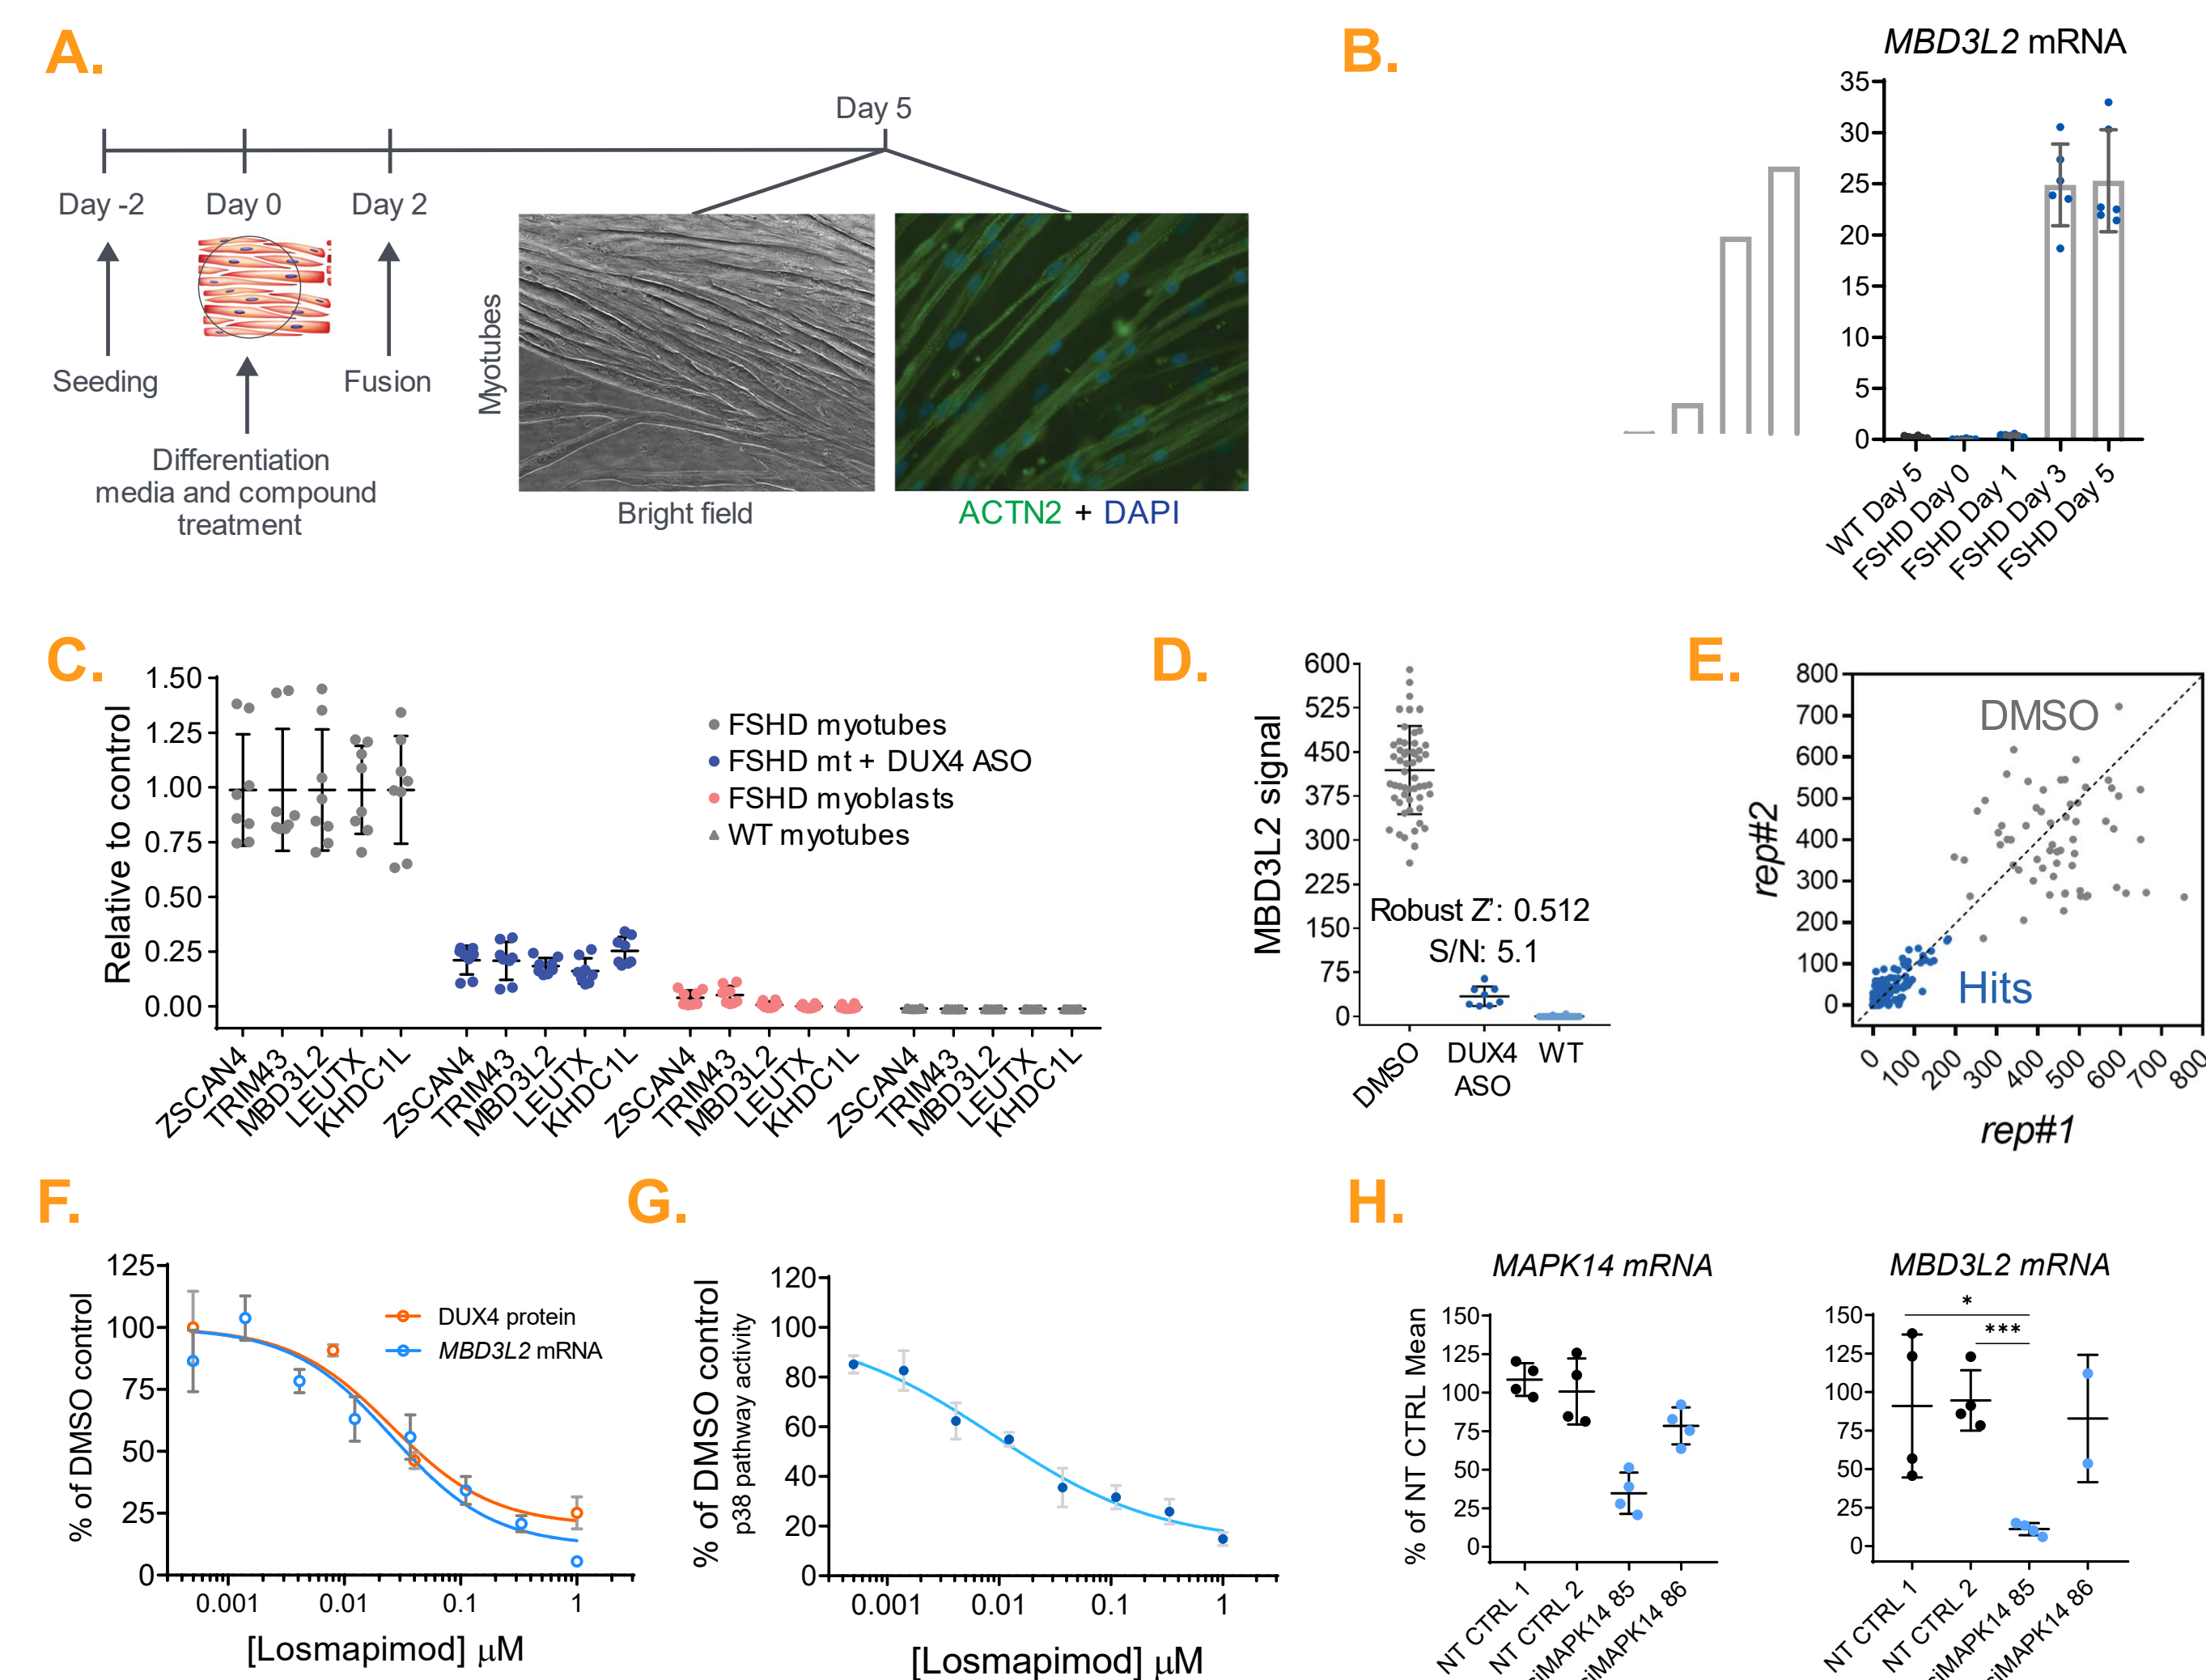 A.
Day 5
Day -2
Day 0
Day 2
Seeding
Fusion
Differentiation
media and compound
treatment
Myotubes
Bright field
ACTN2 + DAPI
B.
MBD3L2 mRNA
35
30
25
20
15
10
5
0
WT Day 5
FSHD Day 0
FSHD Day 1
FSHD Day 3
FSHD Day 5
C.
Relative to control
1.50
1.25
1.00
0.75
0.50
0.25
0.00
FSHD myotubes
FSHD mt + DUX4 ASO
FSHD myoblasts
WT myotubes
ZSCAN4
TRIM43
MBD3L2
LEUTX
KHDC1L
ZSCAN4
TRIM43
MBD3L2
LEUTX
KHDC1L
ZSCAN4
TRIM43
MBD3L2
LEUTX
KHDC1L
ZSCAN4
TRIM43
MBD3L2
LEUTX
KHDC1L
D.
MBD3L2 signal
600
525
450
375
300
225
150
75
0
Robust Z’: 0.512
S/N: 5.1
DMSO
DUX4
ASO
WT
E.
rep#2
800
700
600
500
400
300
200
100
0
DMSO
Hits
0
100
200
300
400
500
600
700
800
rep#1
F.
% of DMSO control
125
100
75
50
25
0
DUX4 protein
MBD3L2 mRNA
0.001
0.01
0.1
1
[Losmapimod] μM
G.
% of DMSO control
p38 pathway activity
120
100
80
60
40
20
0
0.001
0.01
0.1
1
[Losmapimod] μM
H.
MAPK14 mRNA
% of NT CTRL Mean
150
125
100
75
50
25
0
NT CTRL 1
NT CTRL 2
siMAPK14 85
siMAPK14 86
MBD3L2 mRNA
150
125
100
75
50
25
0
*
***
NT CTRL 1
NT CTRL 2
siMAPK14 85
siMAPK14 86